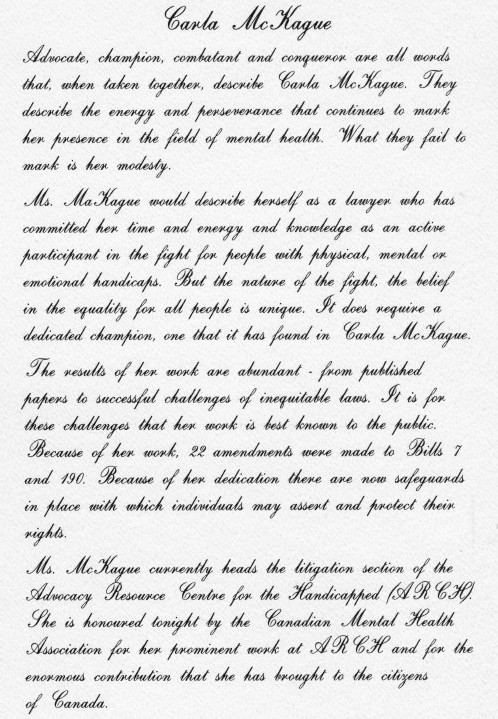 Carla McKague
Advocate, champion, combatant and conqueror are all words
that, when taken together, describe Carla McKague. They
describe the energy and perseverance that continues to mark
her presence in the field of mental health. What they fail to
mark is her modesty.
Ms. MaKague would describe herself as a lawyer who has
committed her time and energy and knowledge as an active
participant in the fight for people with physical, mental or
emotional handicaps. But the nature of the fight, the belief
in the equality for all people is unique. It does require a
dedicated champion, one that it has found in Carla McKague.
The results of her work are abundant - from published
papers to successful challenges of inequitable laws. It is for
these challenges that her work is best known to the public.
Because of her work, 22 amendments were made to Bills 7
and 190. Because of her dedication there are now safeguards
in place with which individuals may assert and protect their
rights.
Ms. McKague currently heads the litigation section of the
Advocacy Resource Centre for the Handicapped (ARCH).
She is honoured tonight by the Canadian Mental Health
Association for her prominent work at ARCH and for the
enormous contribution that she has brought to the citizens
of Canada.